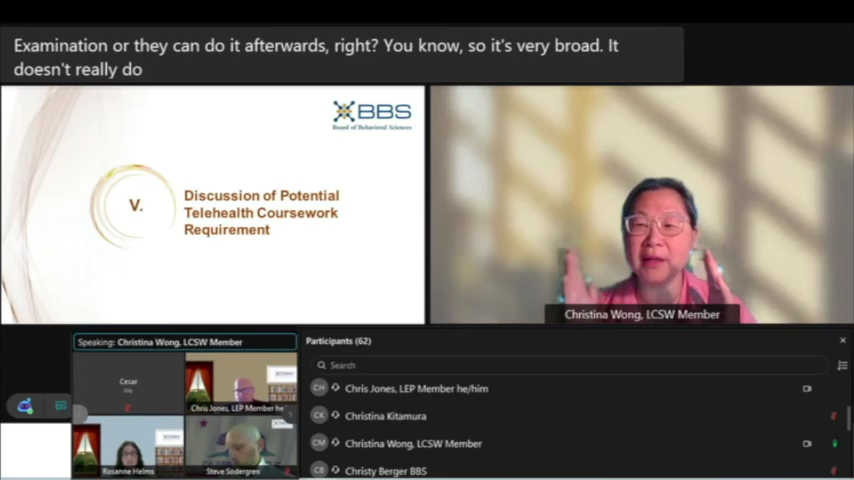 Examination or they can do it afterwards, right? You know, so it's very broad. It
doesn't really do
BBS
Board of Behavioral Sciences
V.
Discussion of Potential
Telehealth Coursework
Requirement
Christina Wong, LCSW Member
Speaking: Christina Wong, LCSW Member
Cesar
Chris Jones, LEP Member he
Rosanne Helms
Steve Sodergren
Participants (62)
Search
CH
Chris Jones, LEP Member he/him
CK
Christina Kitamura
CM
Christina Wong, LCSW Member
CB
Christy Berger BBS